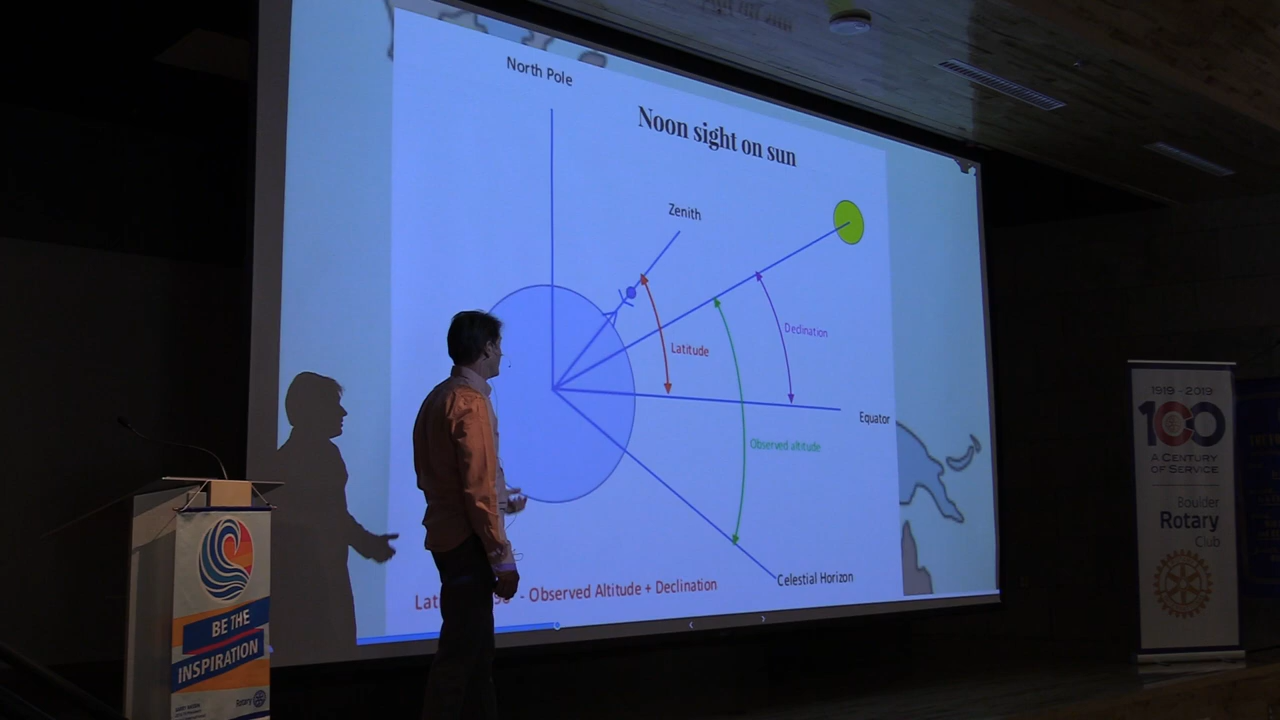 North Pole
Noon sight on sun
Zenith
Declination
Latitude
Equator
Observed altitude
Celestial Horizon
- Observed Altitude + Declination
BE THE
INSPIRATION
Rotary
1919 - 2019
100
A CENTURY
OF SERVICE
Boulder
Rotary
Club